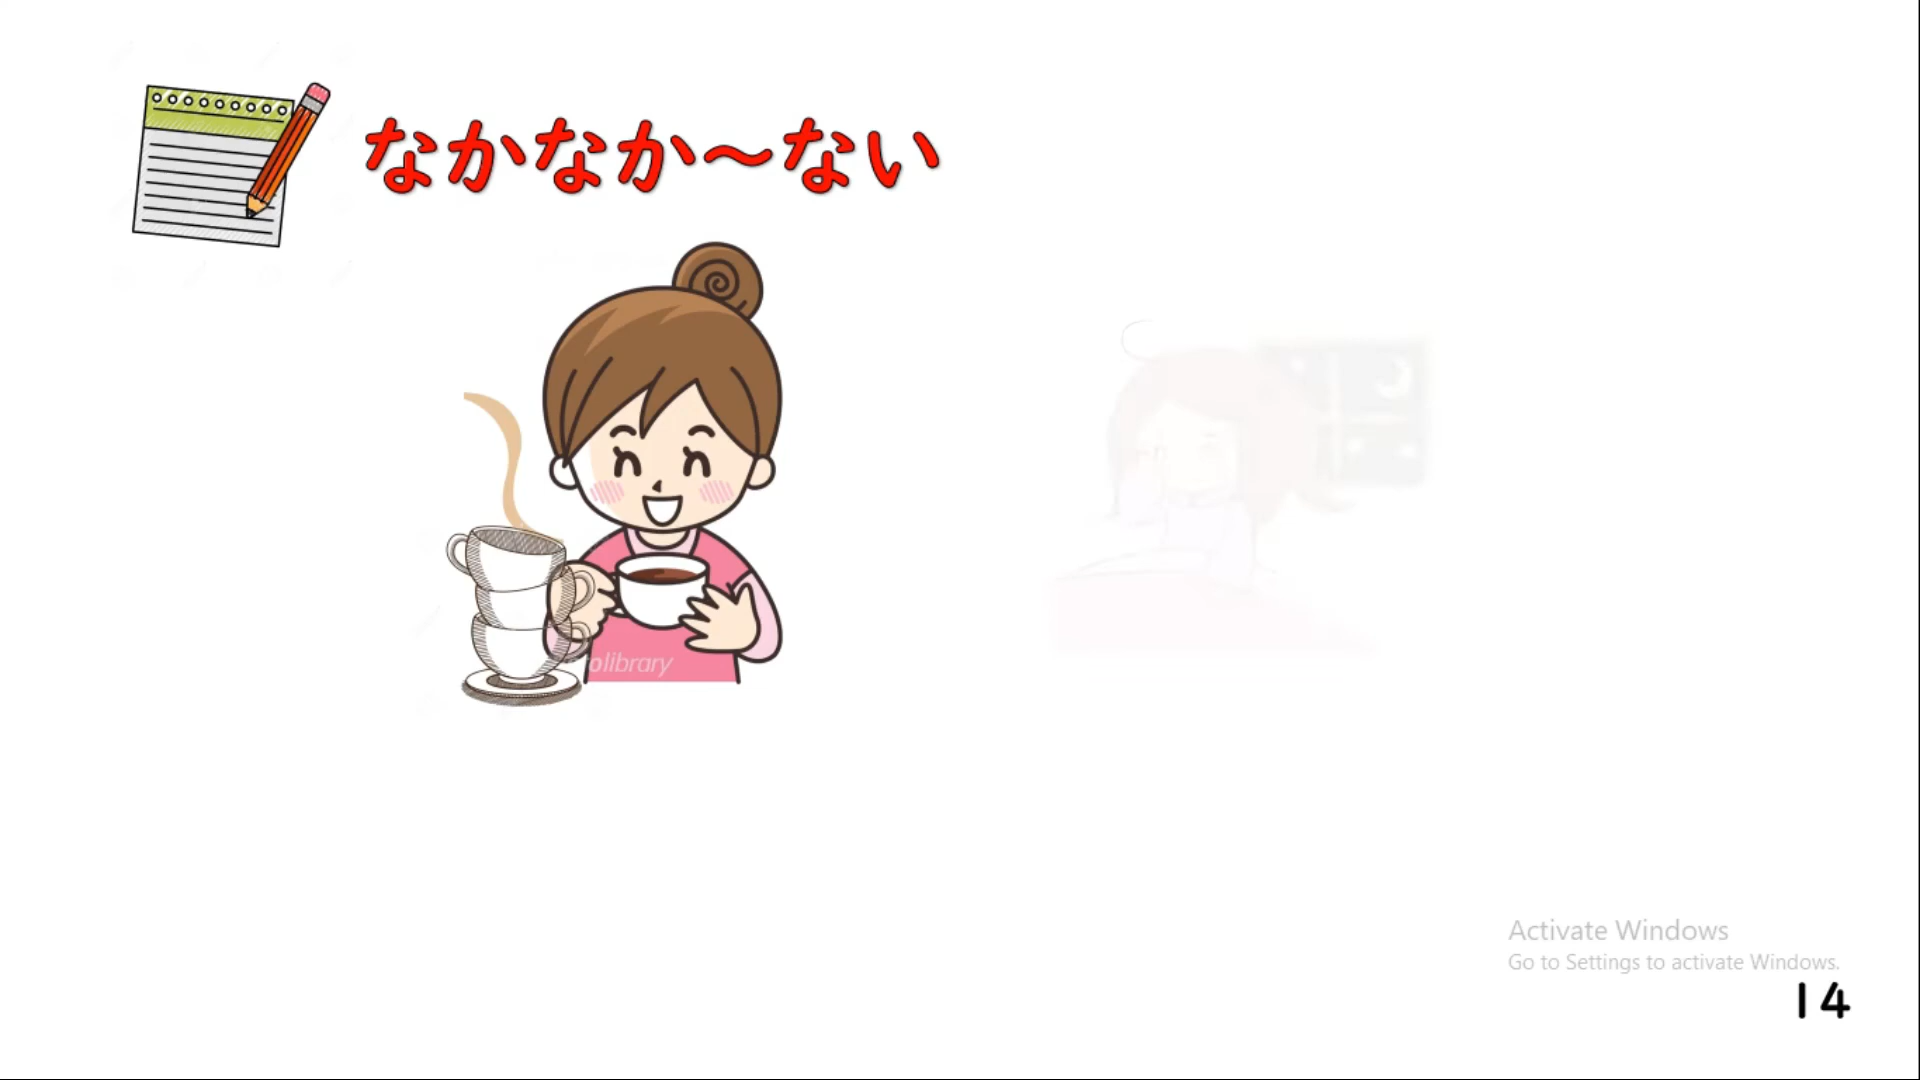 なかなか～ない
olibrary
Activate Windows
Go to Settings to activate Windows.
14